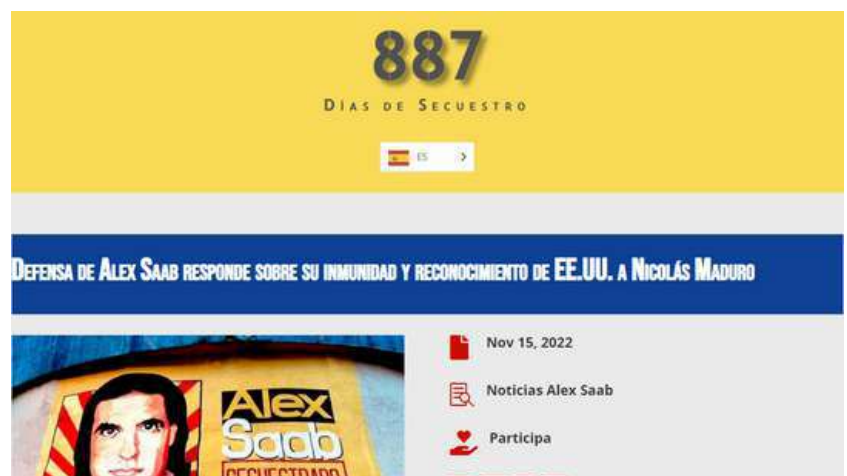 887
DÍAS DE SECUESTRO
ES
DEFENSA DE ALEX SAAB RESPONDE SOBRE SU INMUNIDAD Y RECONOCIMIENTO DE EE.UU. A NICOLÁS MADURO
Nov 15, 2022
Noticias Alex Saab
Participa
Alex
Saab
SECUESTRADO